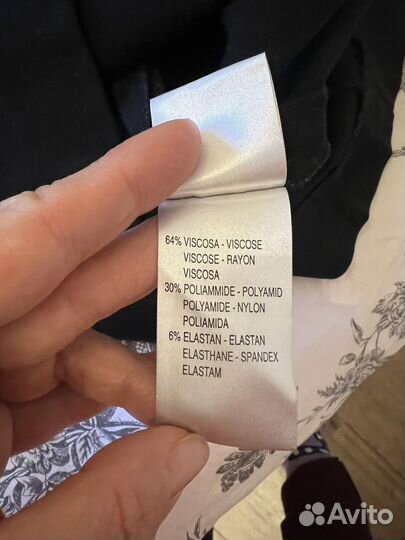 64% VISCOSA - VISCOSE
VISCOSE - RAYON
VISCOSA
30% POLIAMMIDE - POLYAMID
POLYAMIDE - NYLON
POLIAMIDA
6% ELASTAN - ELASTAN
ELASTHANE - SPANDEX
ELASTAM
Avito